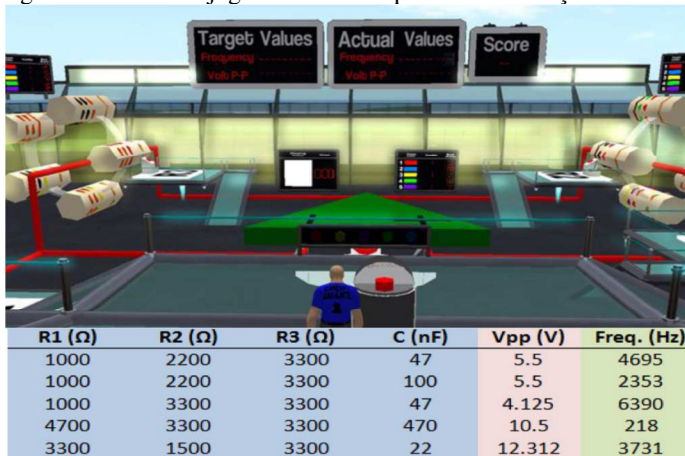 Target Values
Frequency
Volt P-P
Actual Values
Frequency
Volt P-P
Score
R1 (Ω) R2 (Ω) R3 (Ω) C (nF) Vpp (V) Freq. (Hz)
1000 2200 3300 47 5.5 4695
1000 2200 3300 100 5.5 2353
1000 3300 3300 47 4.125 6390
4700 3300 3300 470 10.5 218
3300 1500 3300 22 12.312 3731